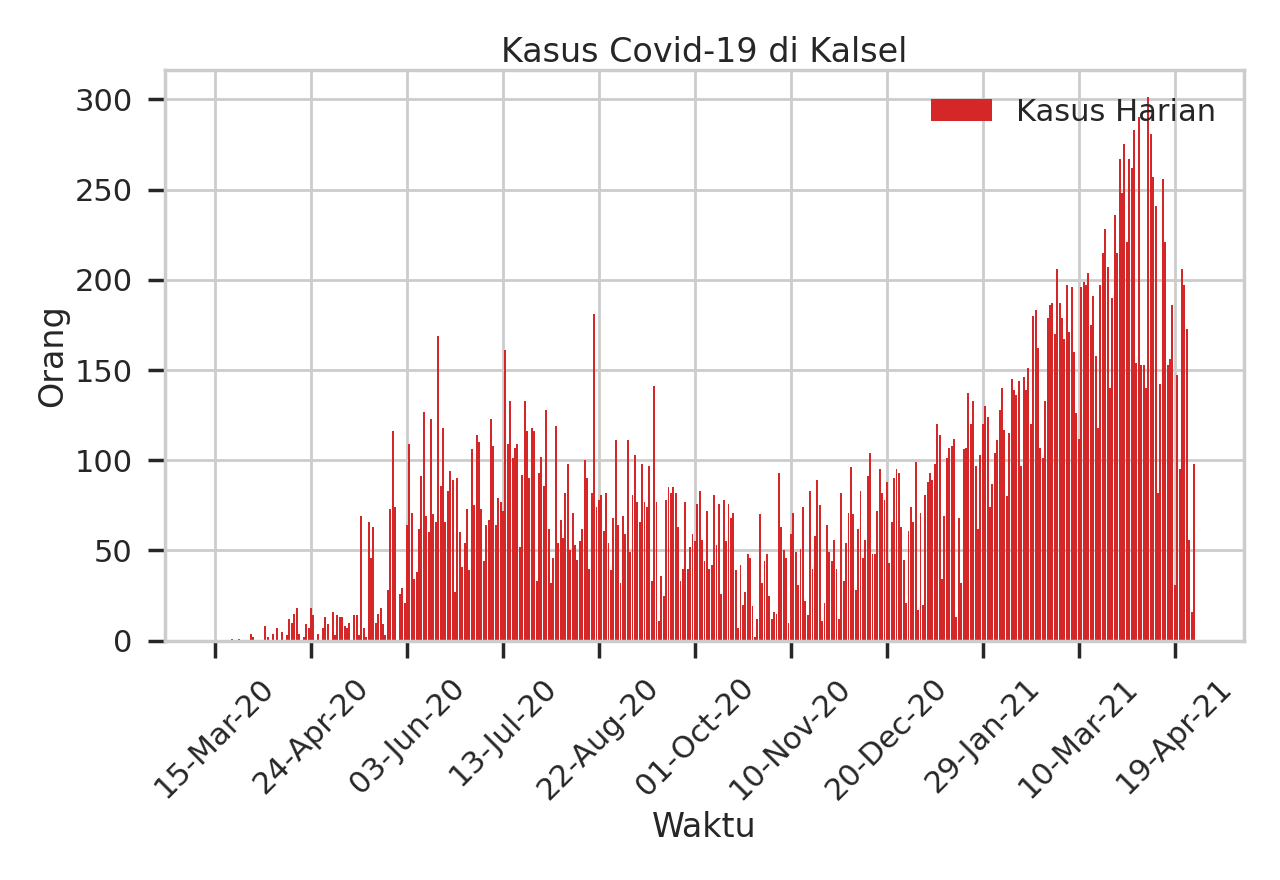 Kasus Covid-19 di Kalsel
Kasus Harian
300
250
200
150
100
50
0
Orang
15-Mar-20
24-Apr-20
03-Jun-20
13-Jul-20
22-Aug-20
01-Oct-20
10-Nov-20
20-Dec-20
29-Jan-21
10-Mar-21
19-Apr-21
Waktu